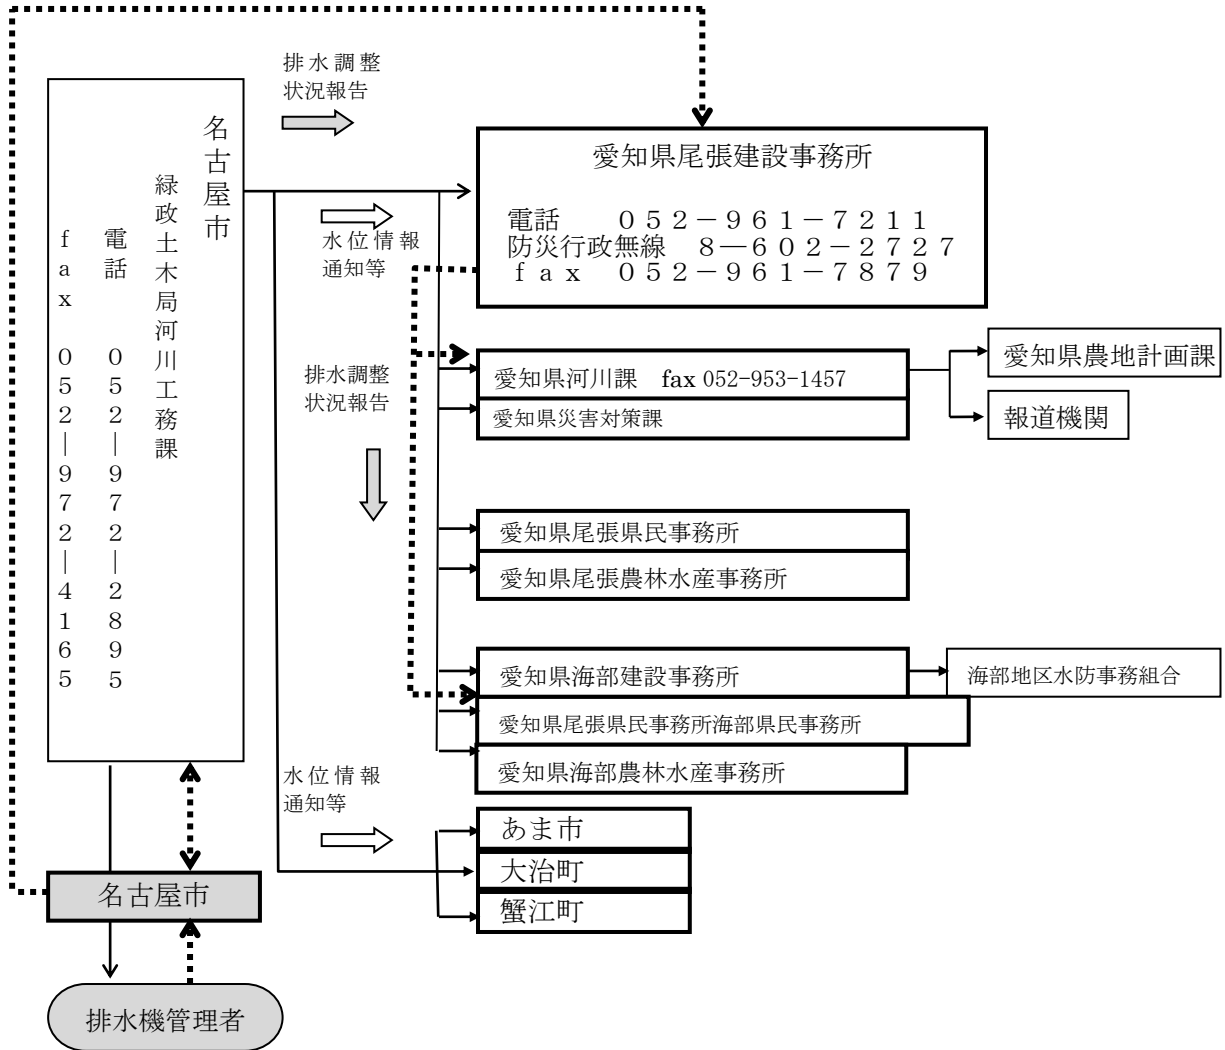 排水調整
状況報告
名古屋市
緑政土木局河川工務課
電話 052―972―2895
fax 052―972―4165
愛知県尾張建設事務所
電話 052-961-7211
防災行政無線 8―602-2727
fax 052-961-7879
水位情報
通知等
排水調整
状況報告
愛知県河川課 fax 052-953-1457
愛知県災害対策課
愛知県農地計画課
報道機関
愛知県尾張県民事務所
愛知県尾張農林水産事務所
愛知県海部建設事務所
海部地区水防事務組合
愛知県尾張県民事務所海部県民事務所
愛知県海部農林水産事務所
水位情報
通知等
あま市
大治町
蟹江町
名古屋市
排水機管理者